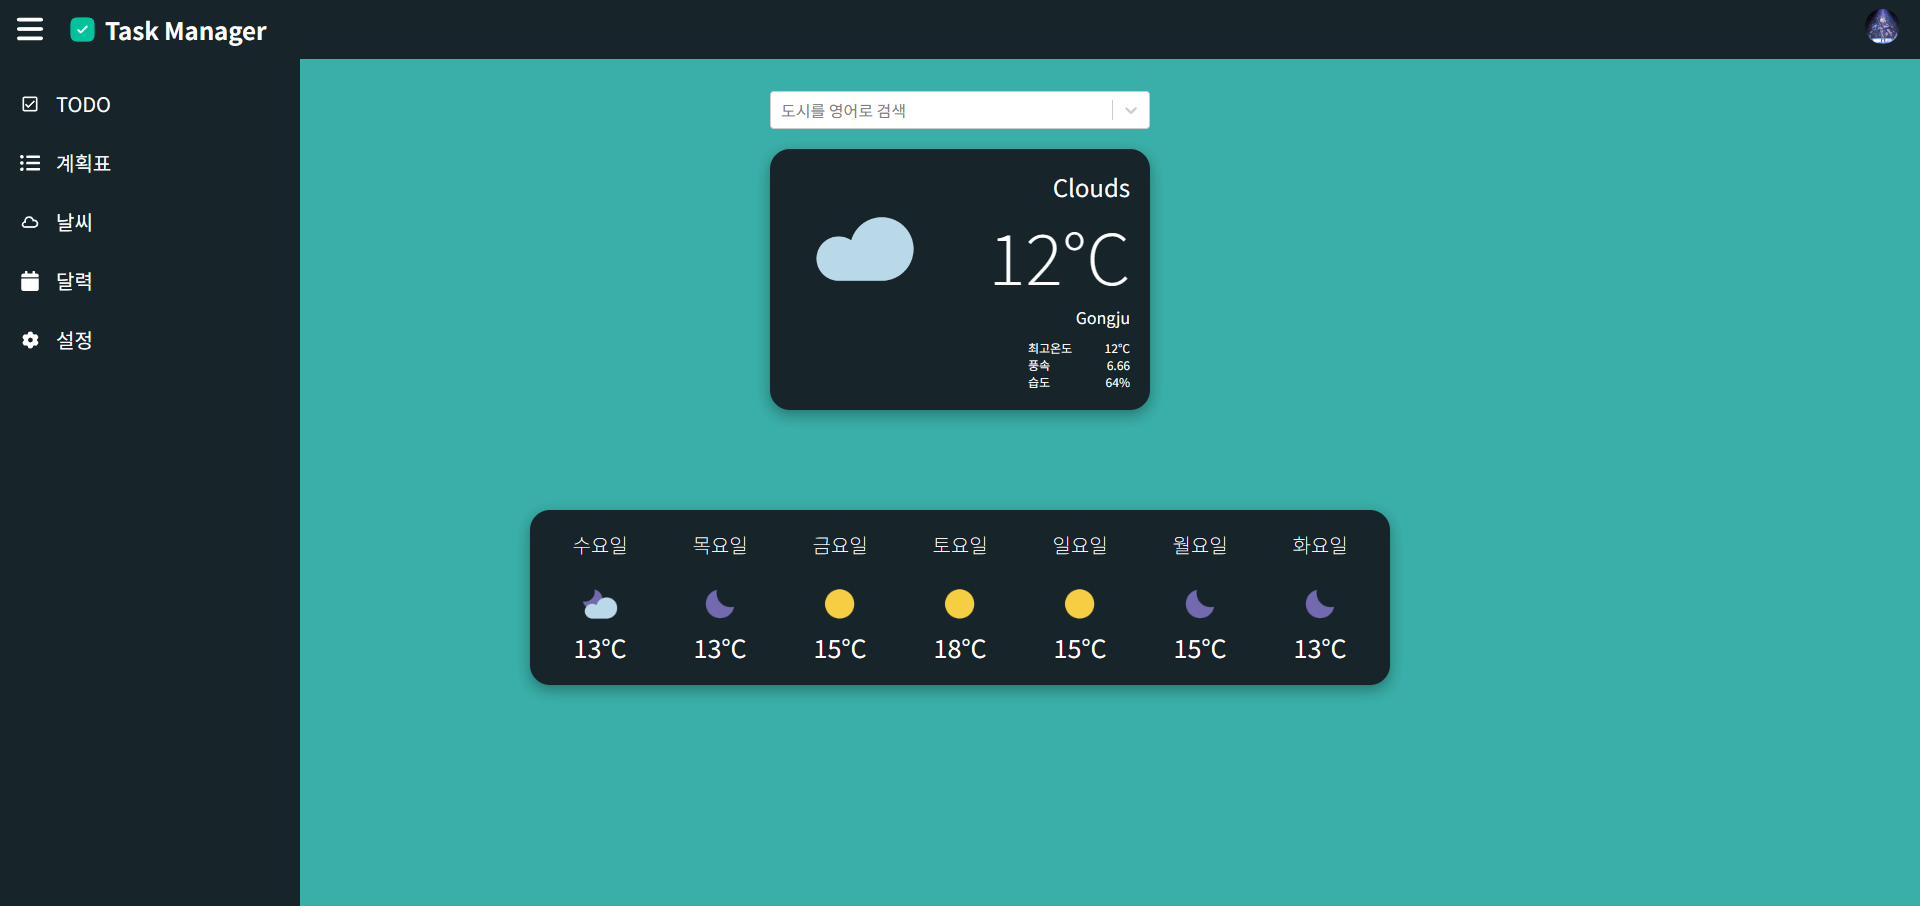 Task Manager
TODO
계획표
날씨
달력
설정
도시를 영어로 검색
Clouds
12°C
Gongju
최고온도 12°C
풍속 6.66
습도 64%
수요일 목요일 금요일 토요일 일요일 월요일 화요일
13°C 13°C 15°C 18°C 15°C 15°C 13°C